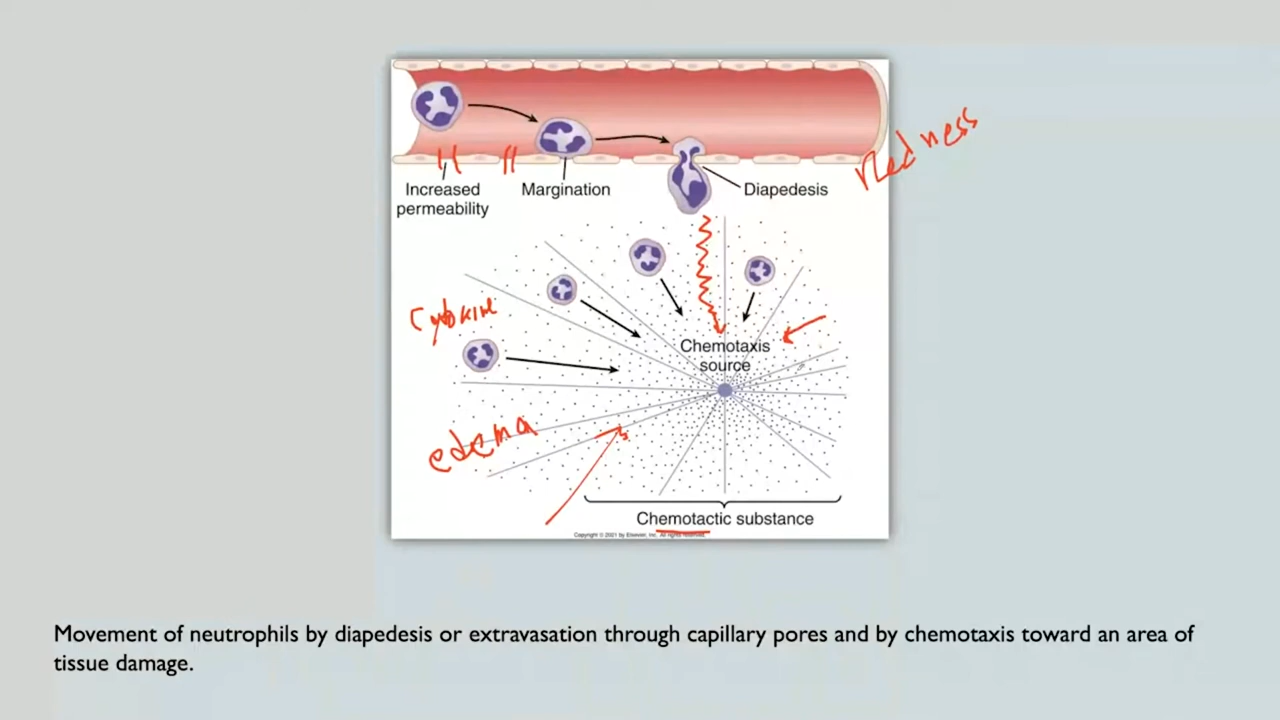 Redness
Increased
permeability
Margination
Diapedesis
Cytokine
Chemotaxis
source
edema
Chemotactic substance
Copyright © 2021 by Elsevier, Inc. All rights reserved.
Movement of neutrophils by diapedesis or extravasation through capillary pores and by chemotaxis toward an area of
tissue damage.